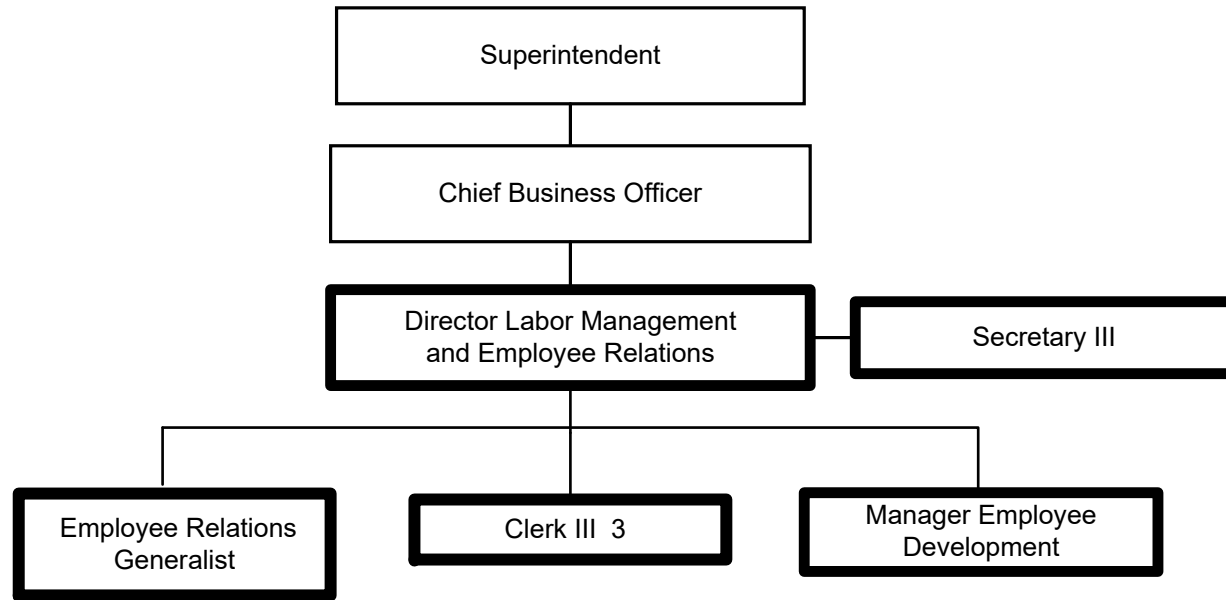 Superintendent
Chief Business Officer
Director Labor Management
and Employee Relations
Secretary III
Employee Relations
Generalist
Clerk III  3
Manager Employee
Development